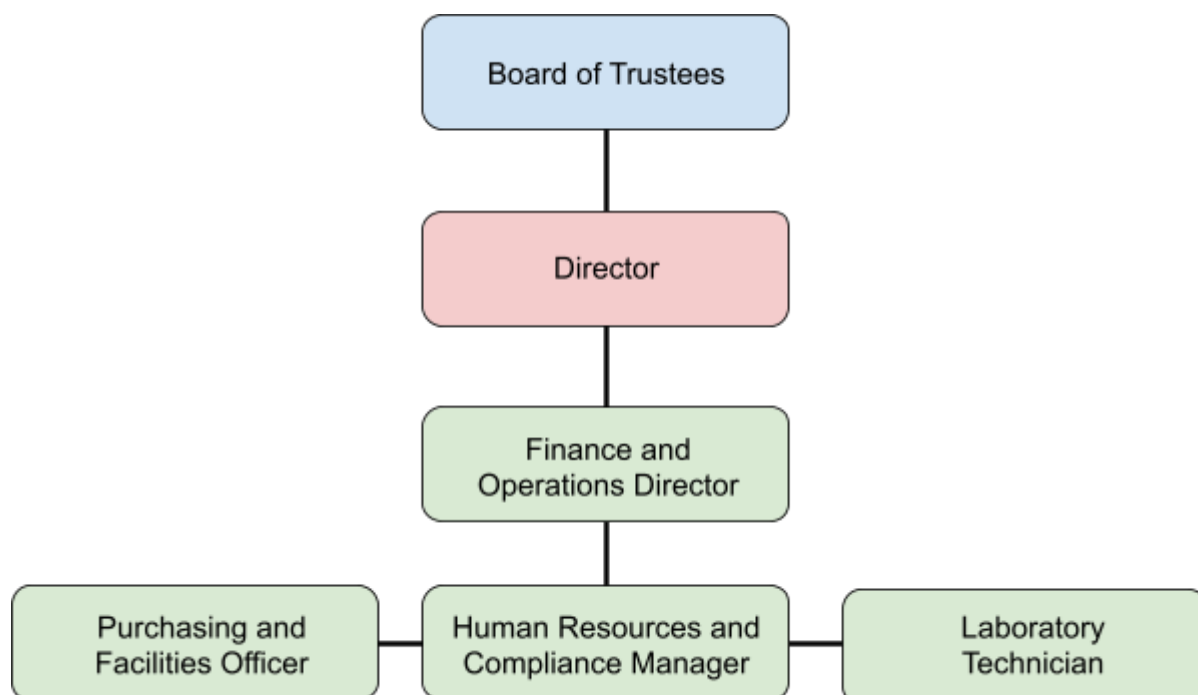 Board of Trustees
Director
Finance and
Operations Director
Purchasing and
Facilities Officer
Human Resources and
Compliance Manager
Laboratory
Technician